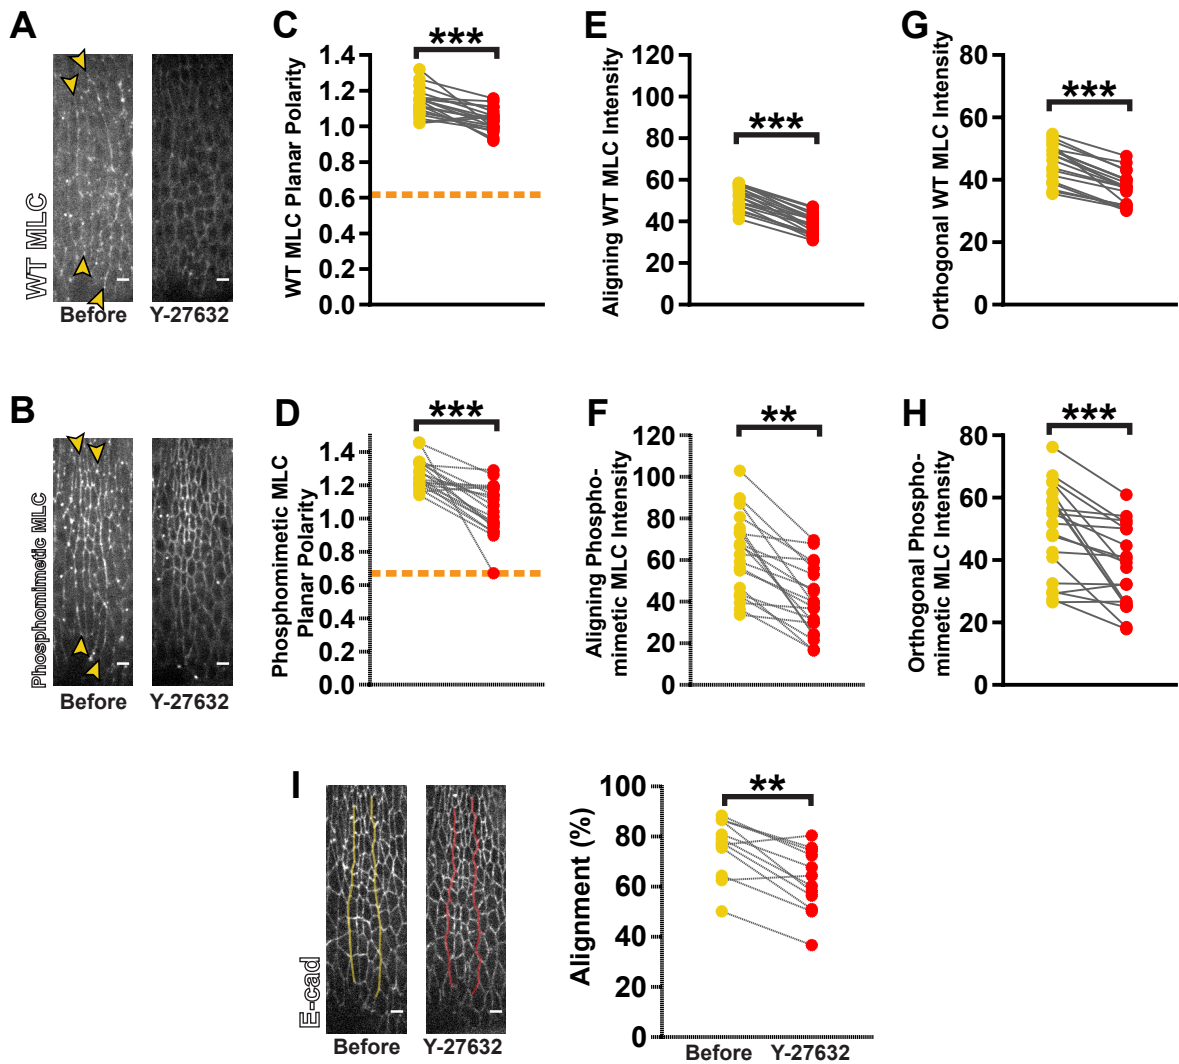 A
WT MLC
Before
Y-27632
C
WT MLC Planar Polarity
1.4
1.2
1.0
0.8
0.6
0.4
0.2
0.0
***
E
Aligning WT MLC Intensity
120
100
80
60
40
20
0
***
G
Orthogonal WT MLC Intensity
80
60
40
20
0
***
B
Phosphomimetic MLC
Before
Y-27632
D
Phosphomimetic MLC
Planar Polarity
1.4
1.2
1.0
0.8
0.6
0.4
0.2
0.0
***
F
Aligning Phospho-
mimetic MLC Intensity
120
100
80
60
40
20
0
**
H
Orthogonal Phospho-
mimetic MLC Intensity
80
60
40
20
0
***
I
E-cad
Before
Y-27632
Alignment (%)
100
80
60
40
20
0
**
Before
Y-27632